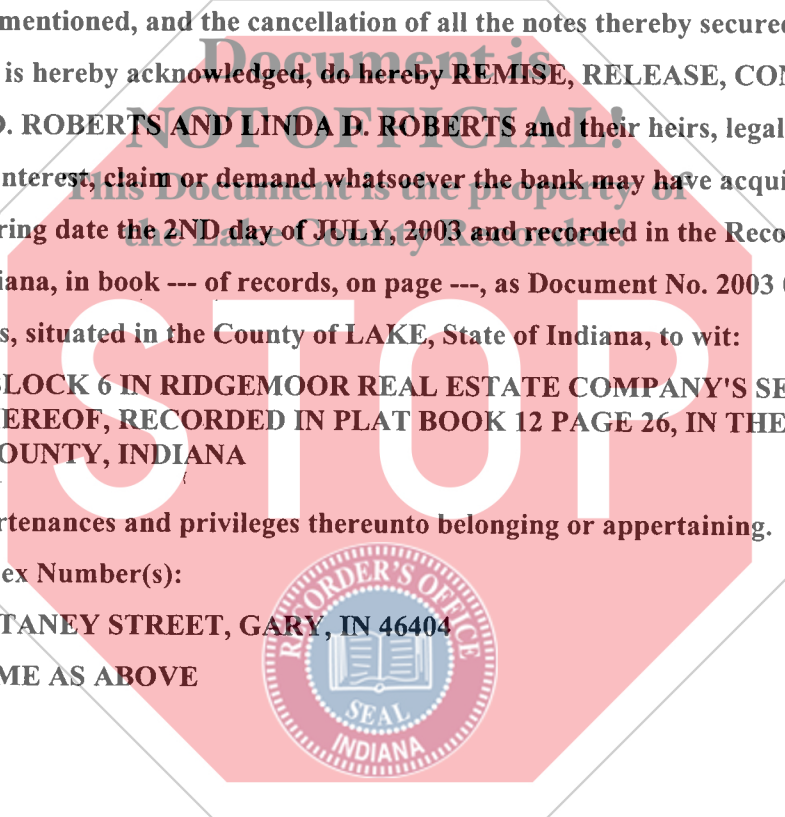 mentioned, and the cancellation of all the notes thereby secured
Document is
is hereby acknowledged, do hereby REMISE, RELEASE,
NOT OFFICIAL!
D. ROBERTS AND LINDA D. ROBERTS and their heirs, legal
This Document is the property of
nterest, claim or demand whatsoever the bank may have acqui
the Lake County Recorder!
ring date the 2ND day of JULY, 2003 and recorded in the Reco
iana, in book --- of records, on page ---, as Document No. 2003
s, situated in the County of LAKE, State of Indiana, to wit:
STOP
BLOCK 6 IN RIDGEMOOR REAL ESTATE COMPANY'S SE
EREOF, RECORDED IN PLAT BOOK 12 PAGE 26, IN THE
OUNTY, INDIANA
rtenances and privileges thereunto belonging or appertaining.
ex Number(s):
TANEY STREET, GARY, IN 46404
ME AS ABOVE
RECORDER'S OFFICE
SEAL
INDIANA